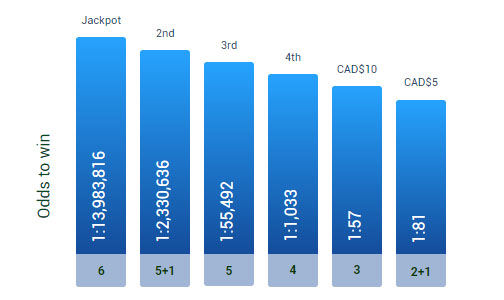 Jackpot
2nd
3rd
4th
CAD$10
CAD$5
Odds to win
1:13,983,816
1:2,330,636
1:55,492
1:1,033
1:57
1:81
6
5+1
5
4
3
2+1